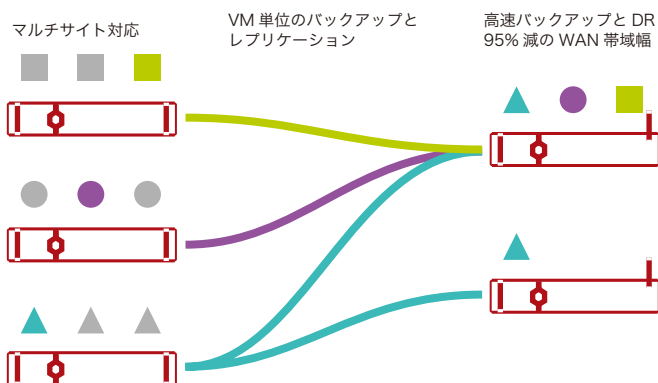 マルチサイト対応
VM 単位のバックアップと
レプリケーション
高速バックアップと DR
95% 減の WAN 帯域幅